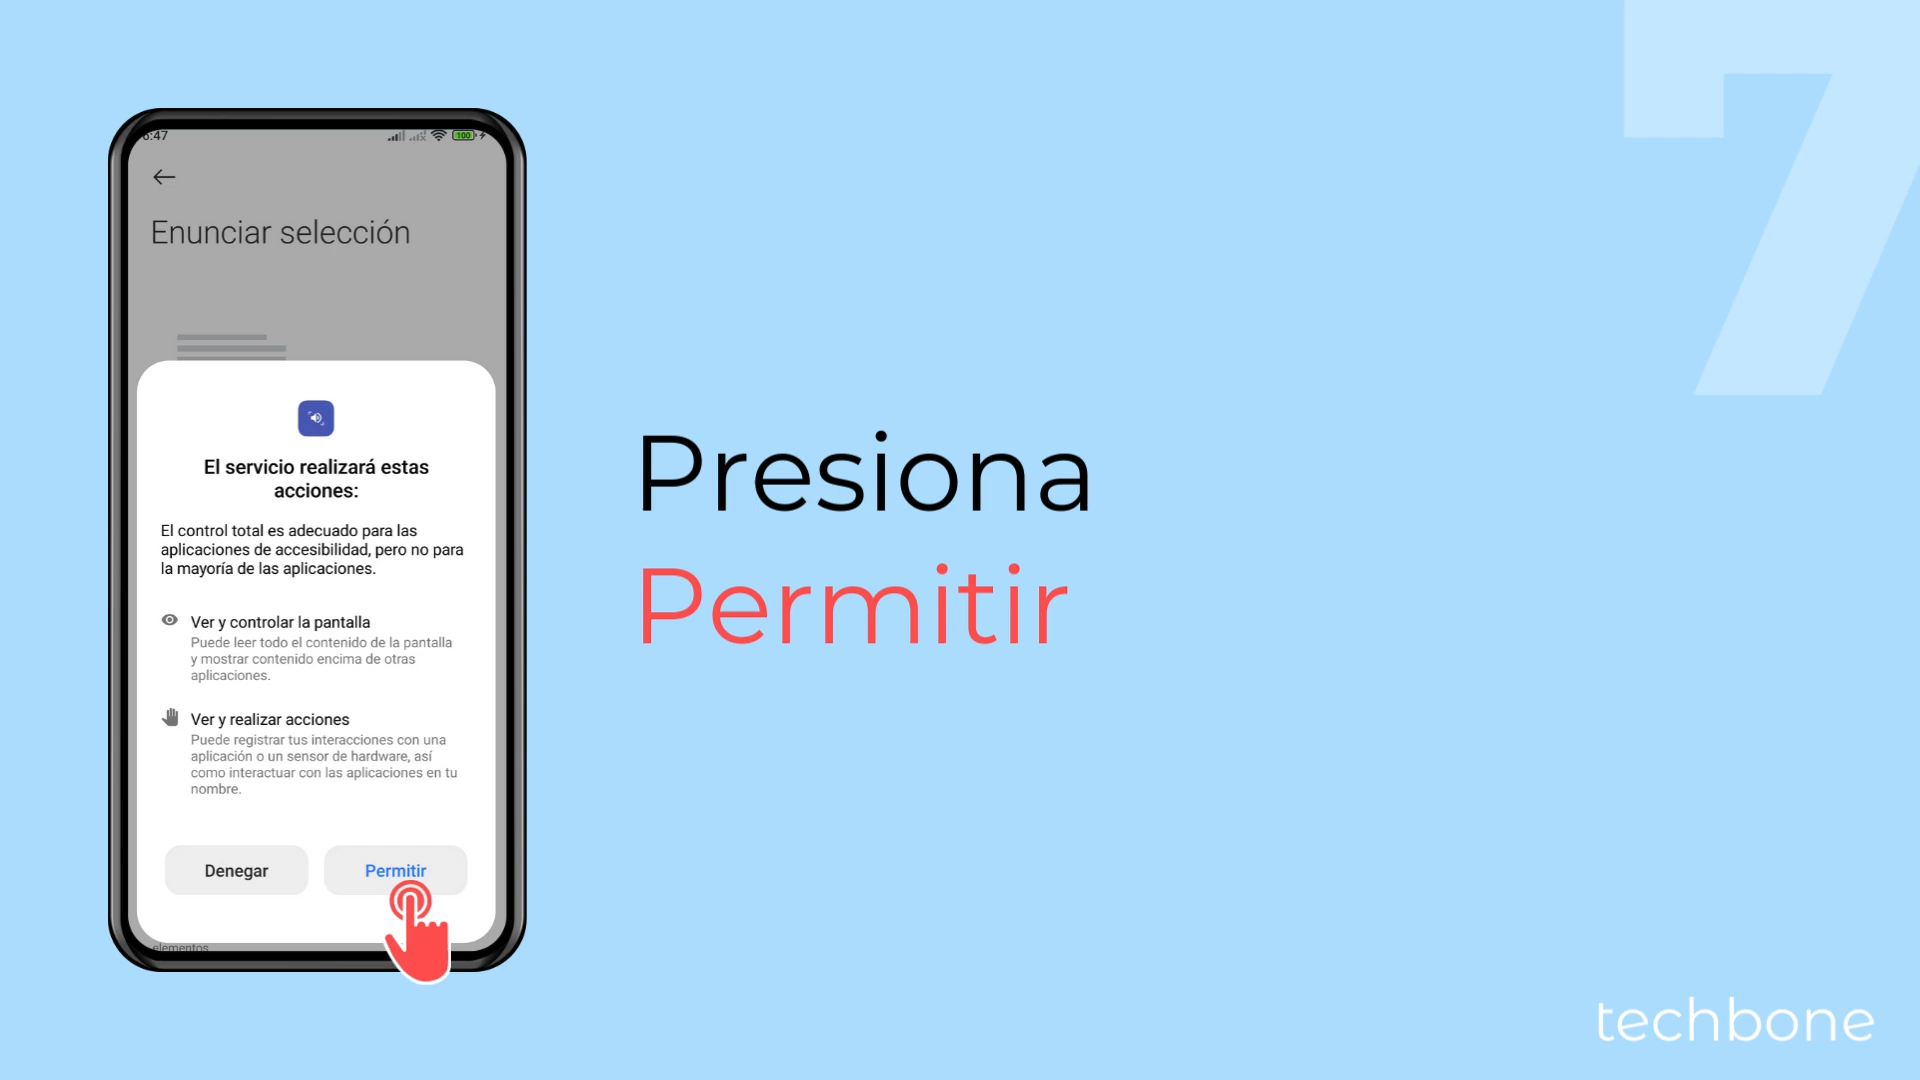 7
6:47
100
Enunciar selección
El servicio realizará estas
acciones:
El control total es adecuado para las
aplicaciones de accesibilidad, pero no para
la mayoría de las aplicaciones.
Ver y controlar la pantalla
Puede leer todo el contenido de la pantalla
y mostrar contenido encima de otras
aplicaciones.
Ver y realizar acciones
Puede registrar tus interacciones con una
aplicación o un sensor de hardware, así
como interactuar con las aplicaciones en tu
nombre.
Denegar
Permitir
elementos
Presiona
Permitir
techbone